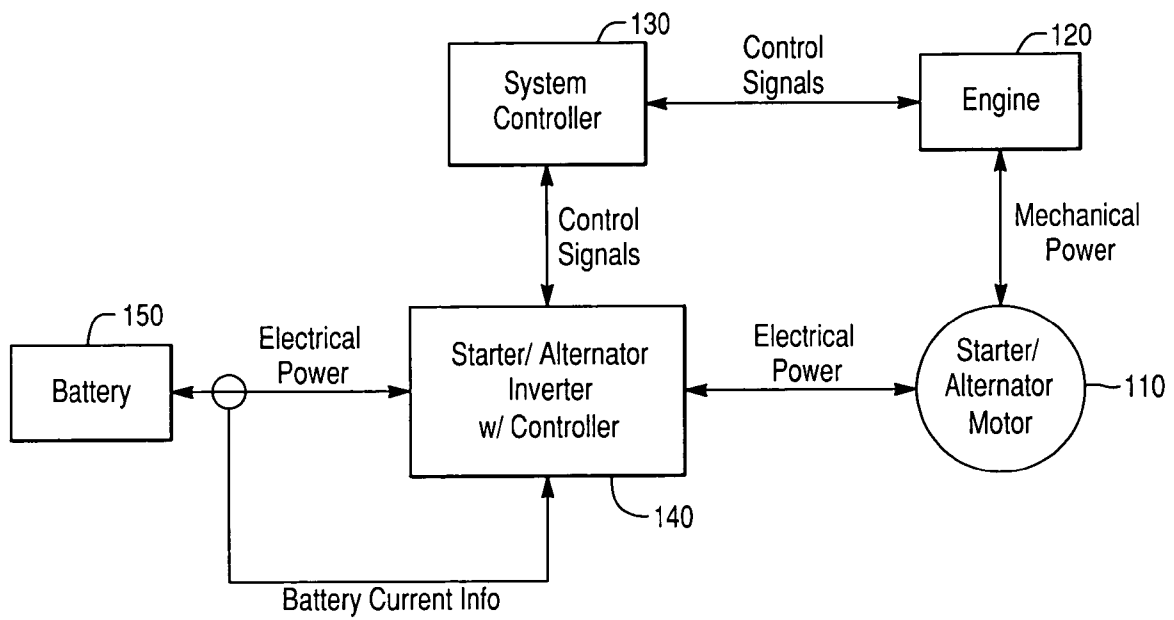 130
System
Controller
Control
Signals
120
Engine
Control
Signals
Mechanical
Power
150
Battery
Electrical
Power
Starter/ Alternator
Inverter
w/ Controller
140
Electrical
Power
Starter/
Alternator
Motor
110
Battery Current Info